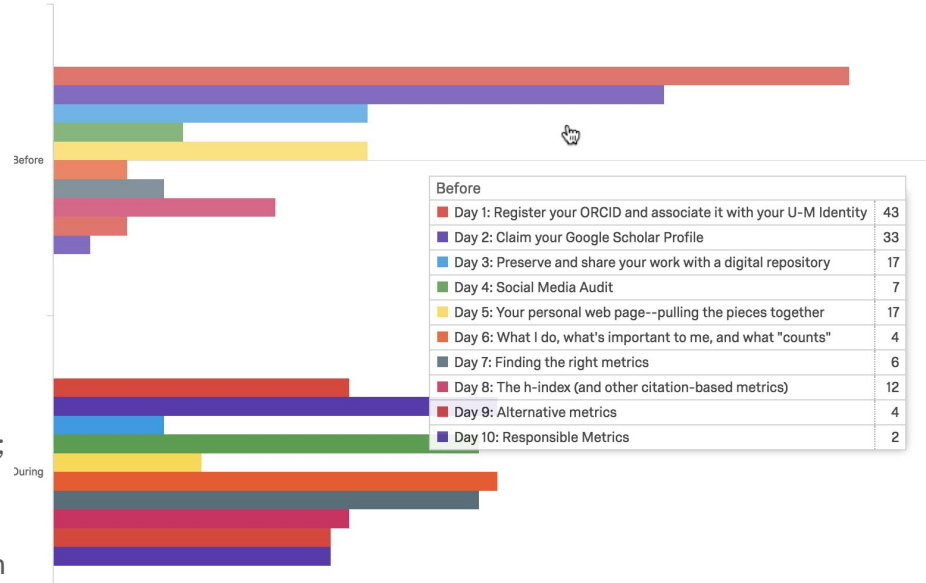 Before
Before
Day 1: Register your ORCID and associate it with your U-M Identity 43
Day 2: Claim your Google Scholar Profile 33
Day 3: Preserve and share your work with a digital repository 17
Day 4: Social Media Audit 7
Day 5: Your personal web page--pulling the pieces together 17
Day 6: What I do, what's important to me, and what "counts" 4
Day 7: Finding the right metrics 6
Day 8: The h-index (and other citation-based metrics) 12
Day 9: Alternative metrics 4
Day 10: Responsible Metrics 2
;
During
n